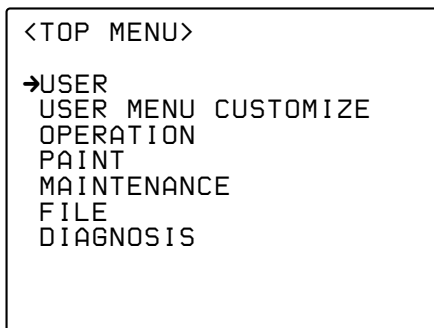 <TOP MENU>
→USER
USER MENU CUSTOMIZE
OPERATION
PAINT
MAINTENANCE
FILE
DIAGNOSIS